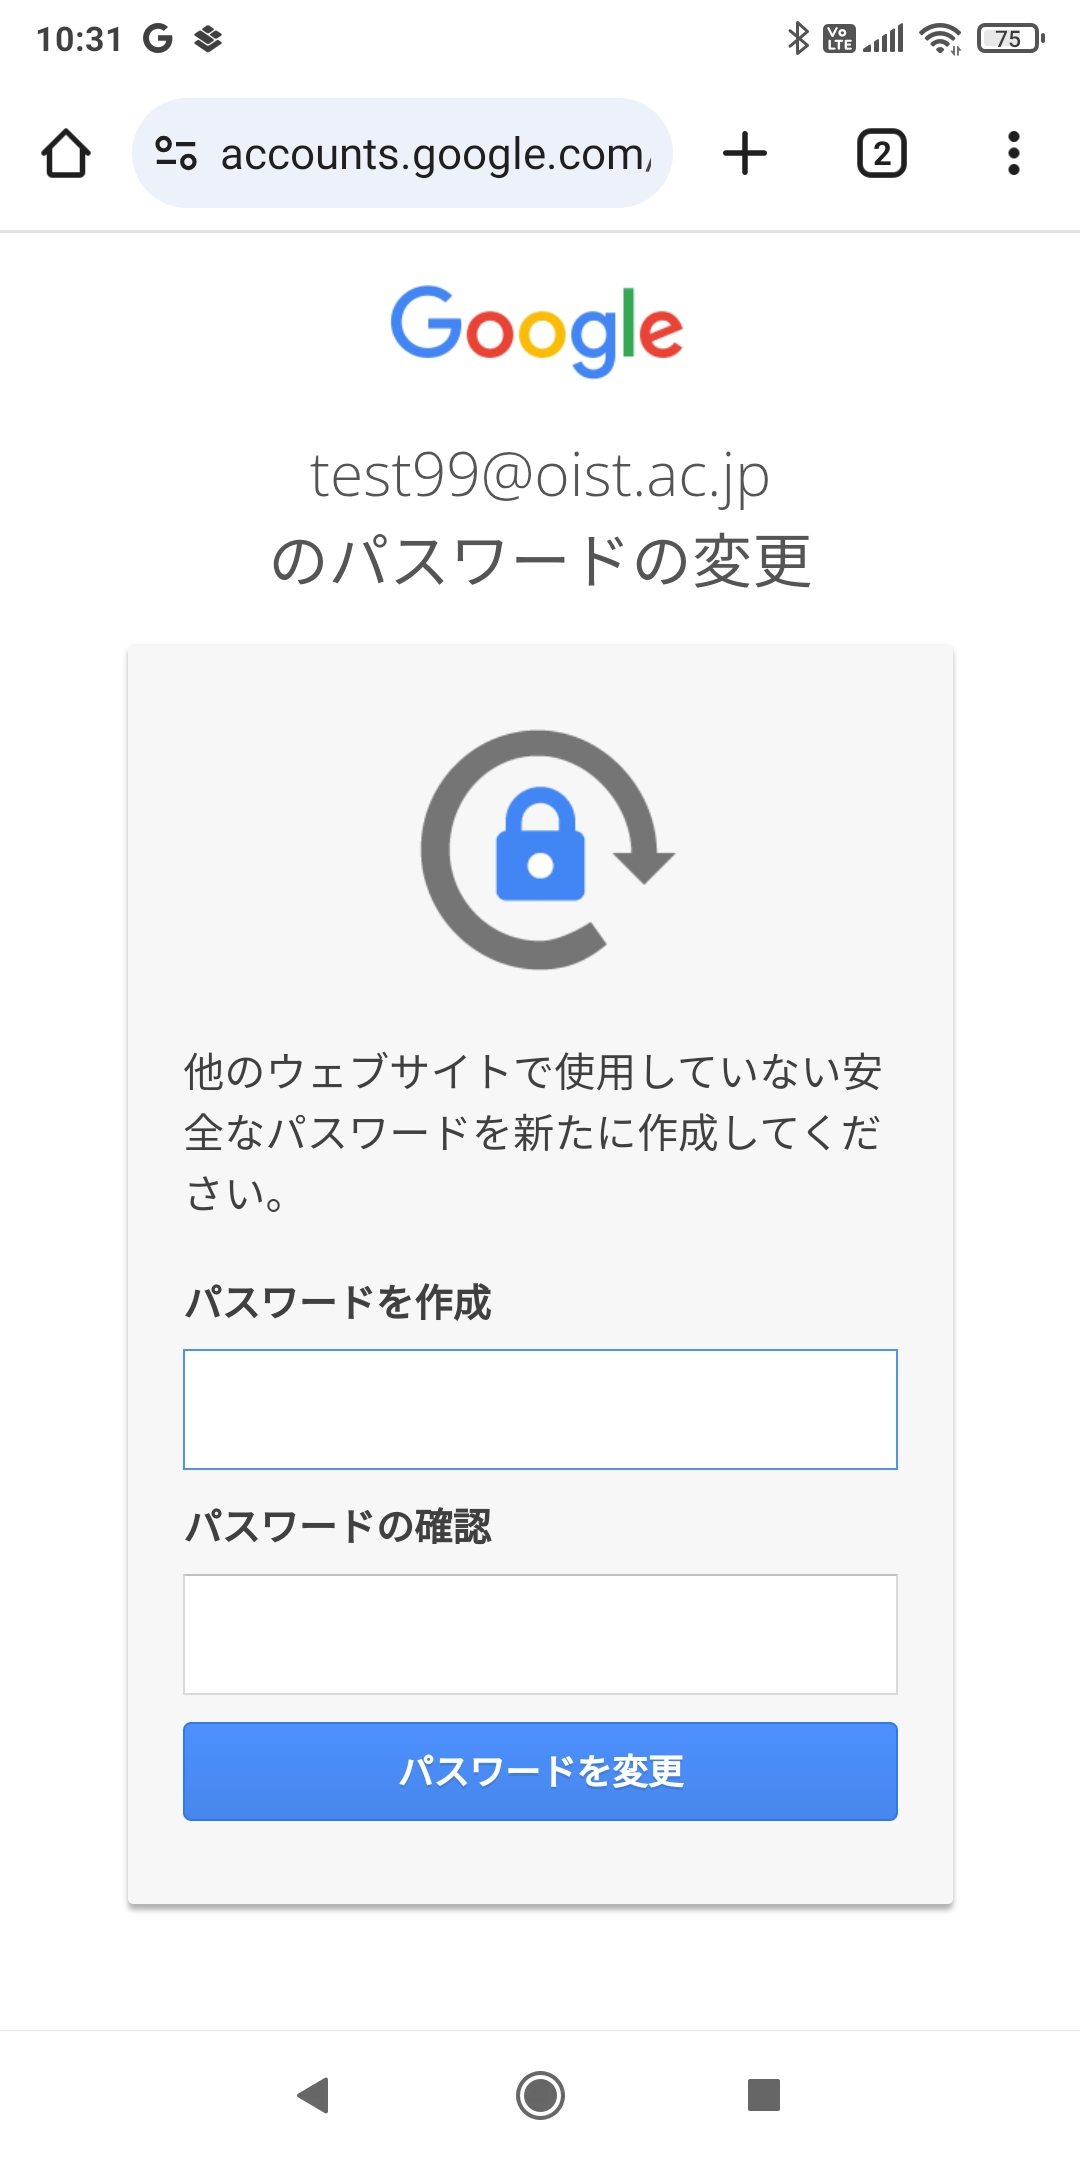 10:31
Vo LTE
75
accounts.google.com/
2
Google
test99@oist.ac.jp
のパスワードの変更
他のウェブサイトで使用していない安
全なパスワードを新たに作成してくだ
さい。
パスワードを作成
パスワードの確認
パスワードを変更